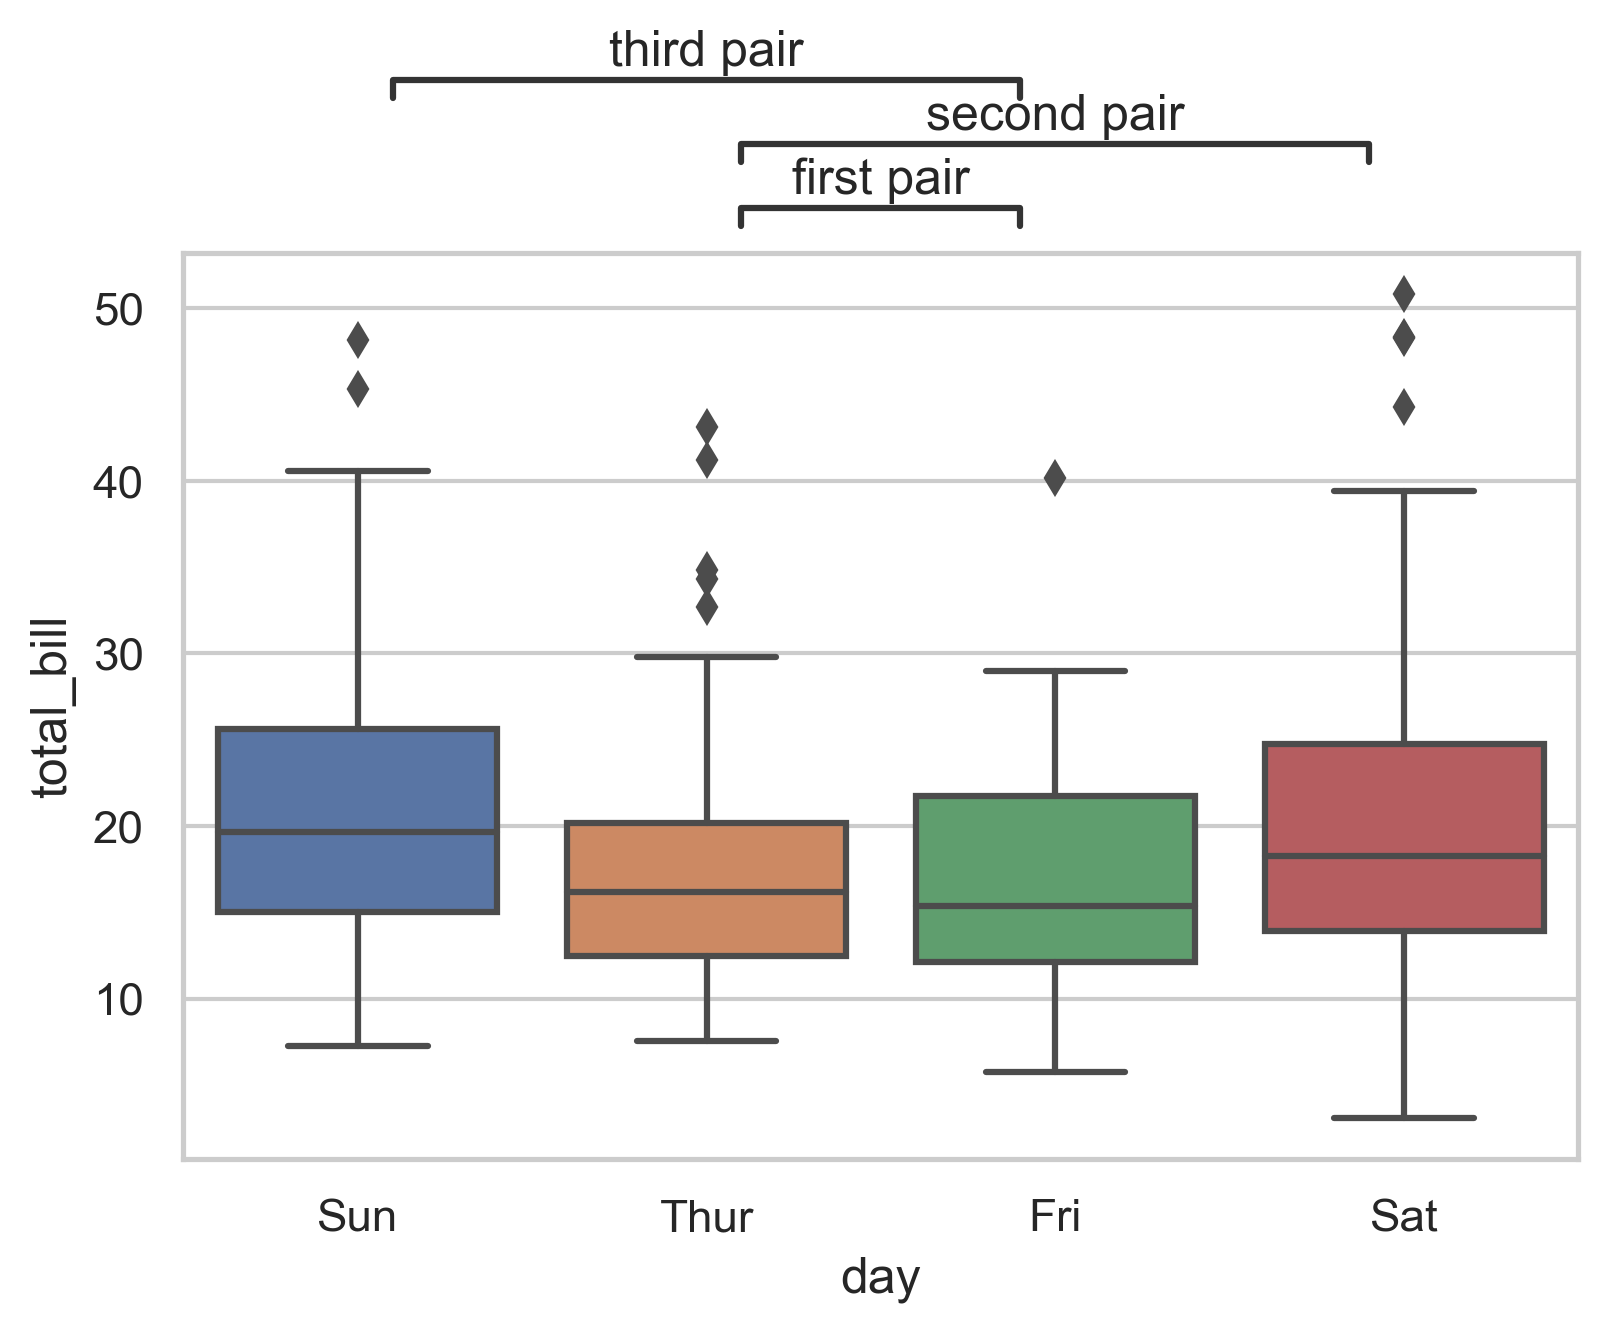 third pair
second pair
first pair
50
40
30
20
10
total_bill
Sun Thur Fri Sat
day